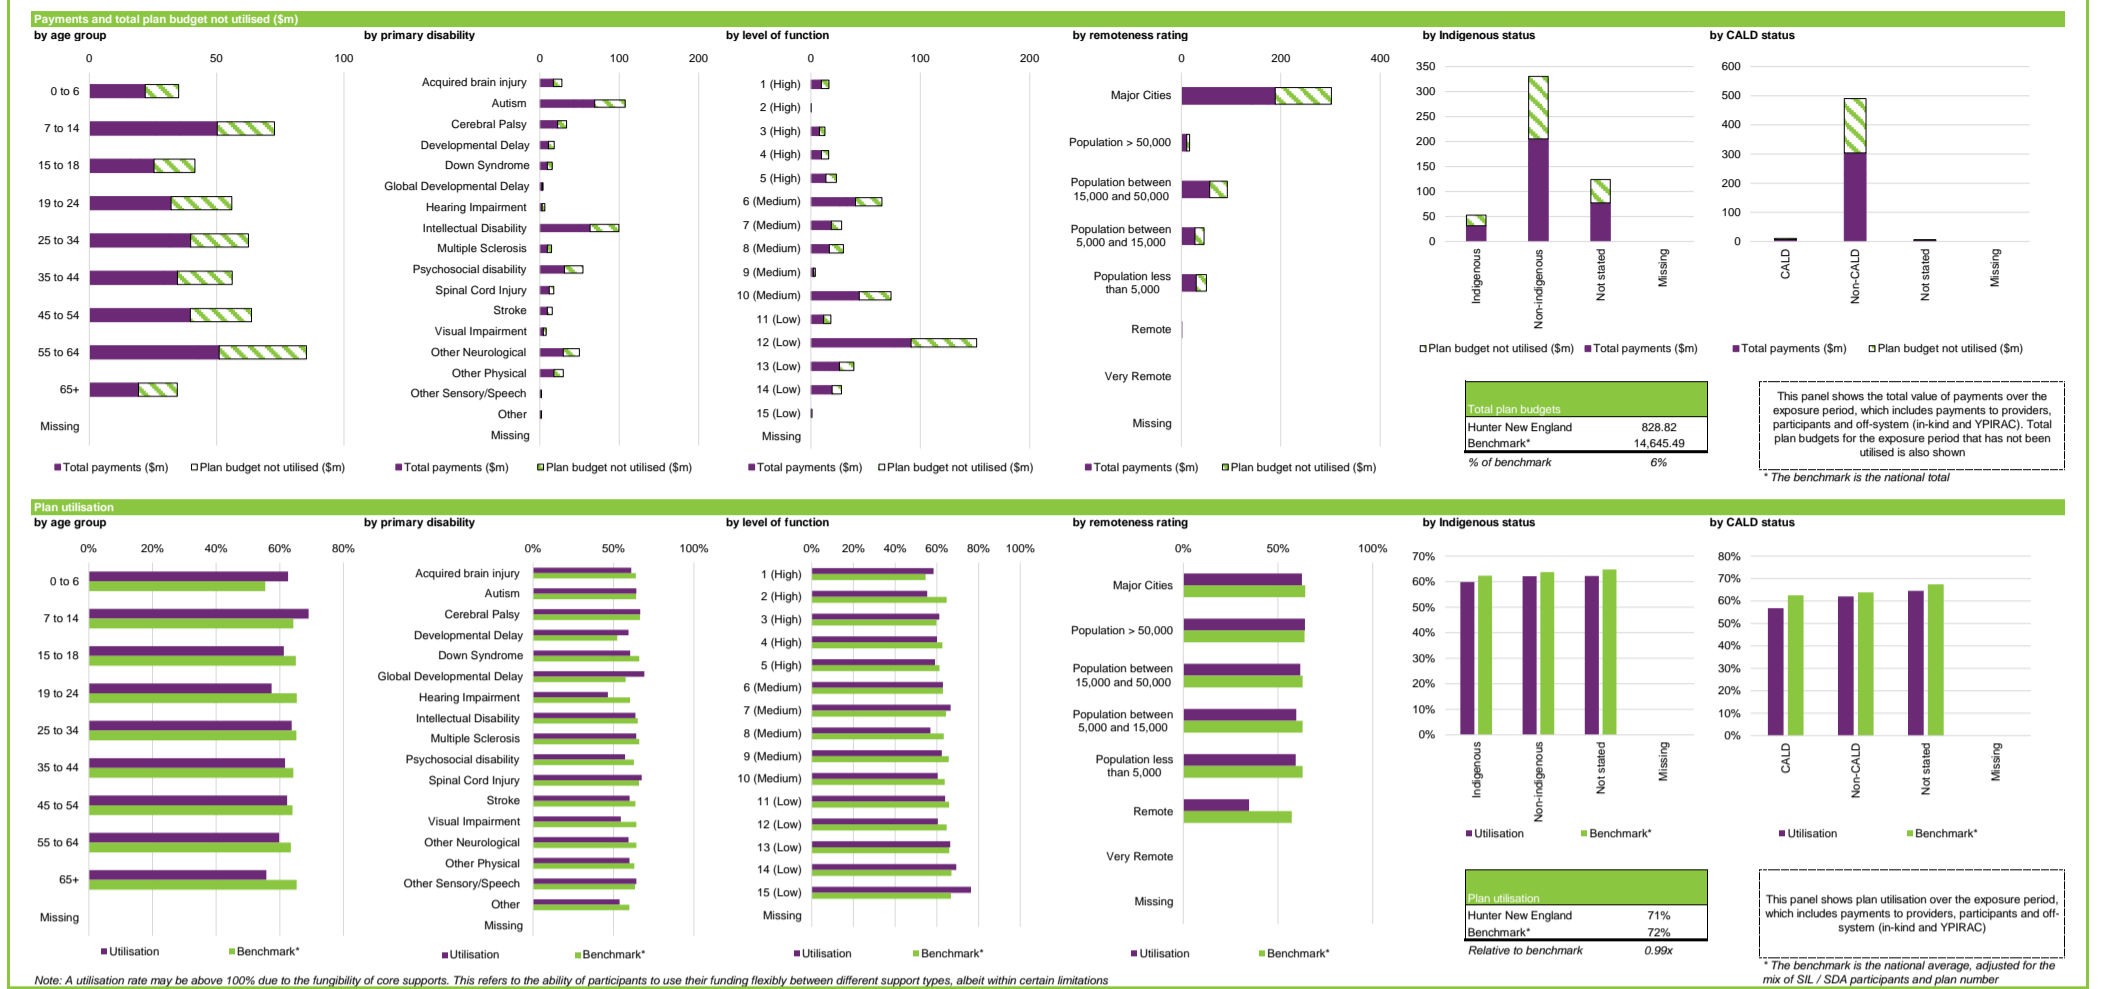 Payments and total plan budget not utilised ($m)
by age group
0 50 100
0 to 6
7 to 14
15 to 18
19 to 24
25 to 34
35 to 44
45 to 54
55 to 64
65+
Missing
Total payments ($m) Plan budget not utilised ($m)
by primary disability
0 100 200
Acquired brain injury
Autism
Cerebral Palsy
Developmental Delay
Down Syndrome
Global Developmental Delay
Hearing Impairment
Intellectual Disability
Multiple Sclerosis
Psychosocial disability
Spinal Cord Injury
Stroke
Visual Impairment
Other Neurological
Other Physical
Other Sensory/Speech
Other
Missing
Total payments ($m) Plan budget not utilised ($m)
by level of function
0 100 200
1 (High)
2 (High)
3 (High)
4 (High)
5 (High)
6 (Medium)
7 (Medium)
8 (Medium)
9 (Medium)
10 (Medium)
11 (Low)
12 (Low)
13 (Low)
14 (Low)
15 (Low)
Missing
Total payments ($m) Plan budget not utilised ($m)
by remoteness rating
0 200 400
Major Cities
Population > 50,000
Population between
15,000 and 50,000
Population between
5,000 and 15,000
Population less
than 5,000
Remote
Very Remote
Missing
Total payments ($m) Plan budget not utilised ($m)
by Indigenous status
350
300
250
200
150
100
50
0
Indigenous
Non-indigenous
Not stated
Missing
Plan budget not utilised ($m) Total payments ($m)
by CALD status
600
500
400
300
200
100
0
CALD
Non-CALD
Not stated
Missing
Total payments ($m) Plan budget not utilised ($m)
Total plan budgets
Hunter New England 828.82
Benchmark* 14,645.49
% of benchmark 6%
This panel shows the total value of payments over the
exposure period, which includes payments to providers,
participants and off-system (in-kind and YPIRAC). Total
plan budgets for the exposure period that has not been
utilised is also shown
* The benchmark is the national total
Plan utilisation
by age group
0% 20% 40% 60% 80%
0 to 6
7 to 14
15 to 18
19 to 24
25 to 34
35 to 44
45 to 54
55 to 64
65+
Missing
Utilisation Benchmark*
by primary disability
0% 50% 100%
Acquired brain injury
Autism
Cerebral Palsy
Developmental Delay
Down Syndrome
Global Developmental Delay
Hearing Impairment
Intellectual Disability
Multiple Sclerosis
Psychosocial disability
Spinal Cord Injury
Stroke
Visual Impairment
Other Neurological
Other Physical
Other Sensory/Speech
Other
Missing
Utilisation Benchmark*
by level of function
0% 20% 40% 60% 80% 100%
1 (High)
2 (High)
3 (High)
4 (High)
5 (High)
6 (Medium)
7 (Medium)
8 (Medium)
9 (Medium)
10 (Medium)
11 (Low)
12 (Low)
13 (Low)
14 (Low)
15 (Low)
Missing
Utilisation Benchmark*
by remoteness rating
0% 50% 100%
Major Cities
Population > 50,000
Population between
15,000 and 50,000
Population between
5,000 and 15,000
Population less
than 5,000
Remote
Very Remote
Missing
Utilisation Benchmark*
by Indigenous status
70%
60%
50%
40%
30%
20%
10%
0%
Indigenous
Non-indigenous
Not stated
Missing
Utilisation Benchmark*
by CALD status
80%
70%
60%
50%
40%
30%
20%
10%
0%
CALD
Non-CALD
Not stated
Missing
Utilisation Benchmark*
Plan utilisation
Hunter New England 71%
Benchmark* 72%
Relative to benchmark 0.99x
This panel shows plan utilisation over the exposure period,
which includes payments to providers, participants and off-
system (in-kind and YPIRAC)
* The benchmark is the national average, adjusted for the
mix of SIL / SDA participants and plan number
Note: A utilisation rate may be above 100% due to the fungibility of core supports. This refers to the ability of participants to use their funding flexibly between different support types, albeit within certain limitations